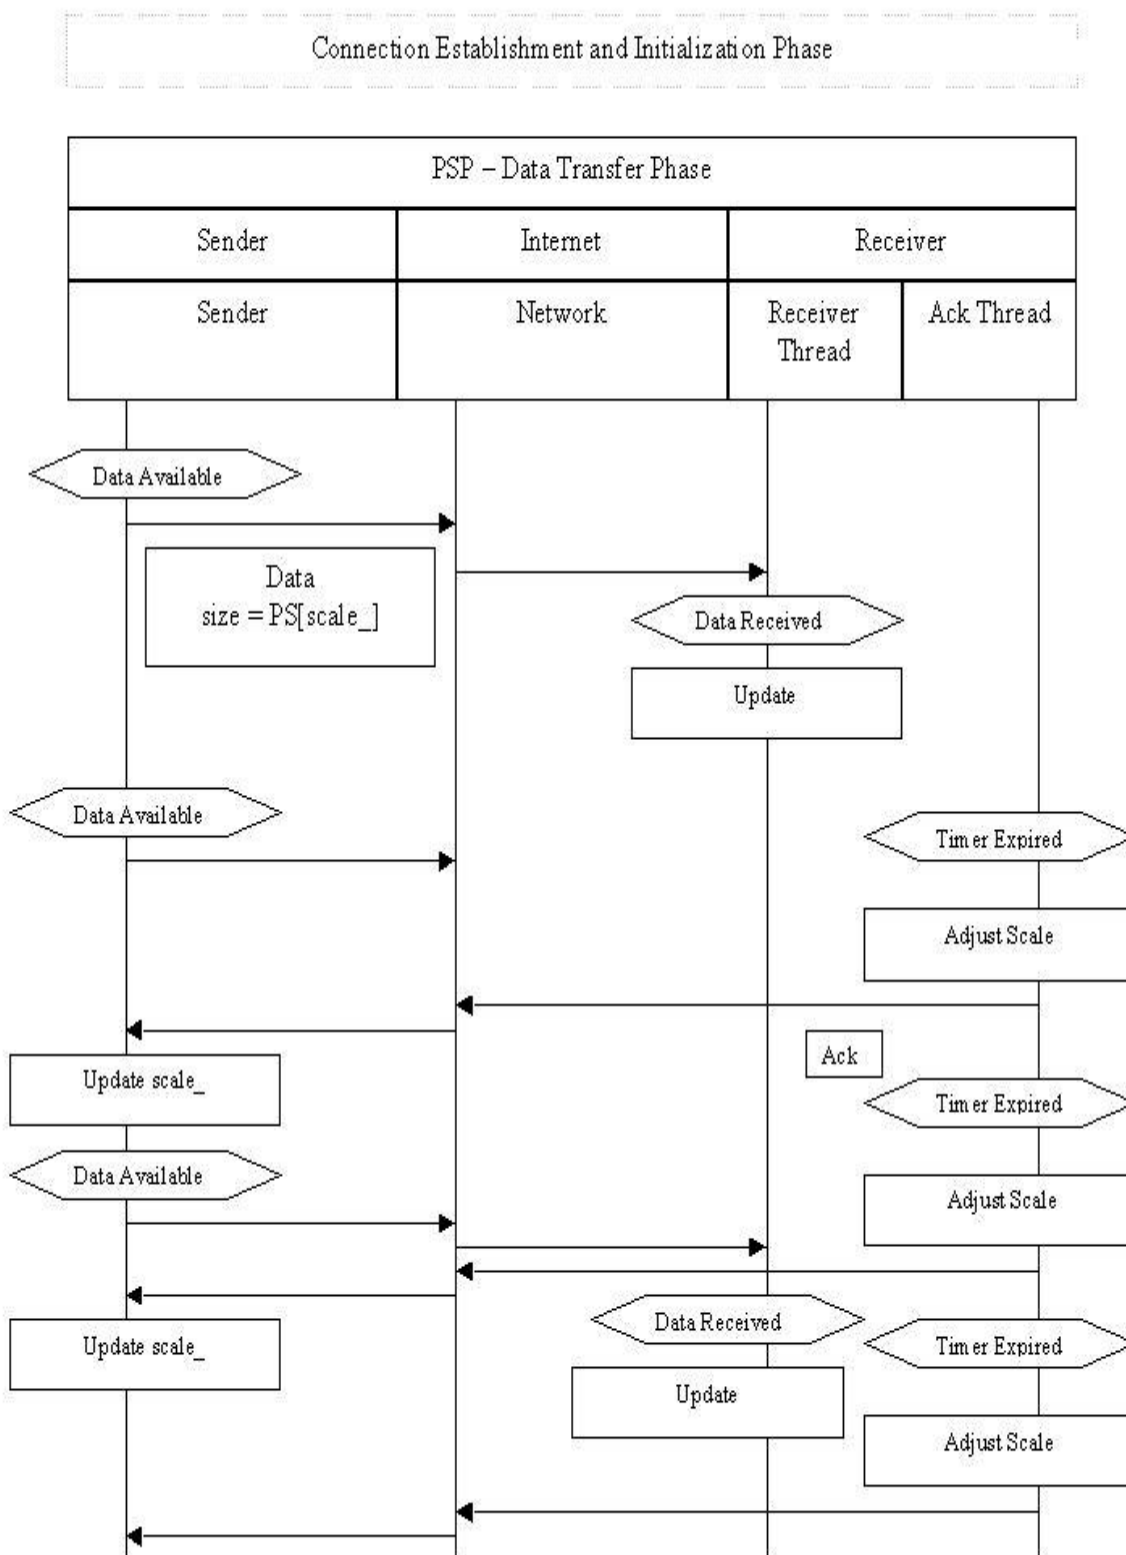 Connection Establishment and Initialization Phase
PSP – Data Transfer Phase
Sender
Internet
Receiver
Sender
Network
Receiver
Thread
Ack Thread
Data Available
Data
size = PS[scale_]
Data Received
Update
Data Available
Timer Expired
Adjust Scale
Ack
Update scale_
Timer Expired
Data Available
Adjust Scale
Data Received
Update scale_
Timer Expired
Update
Adjust Scale